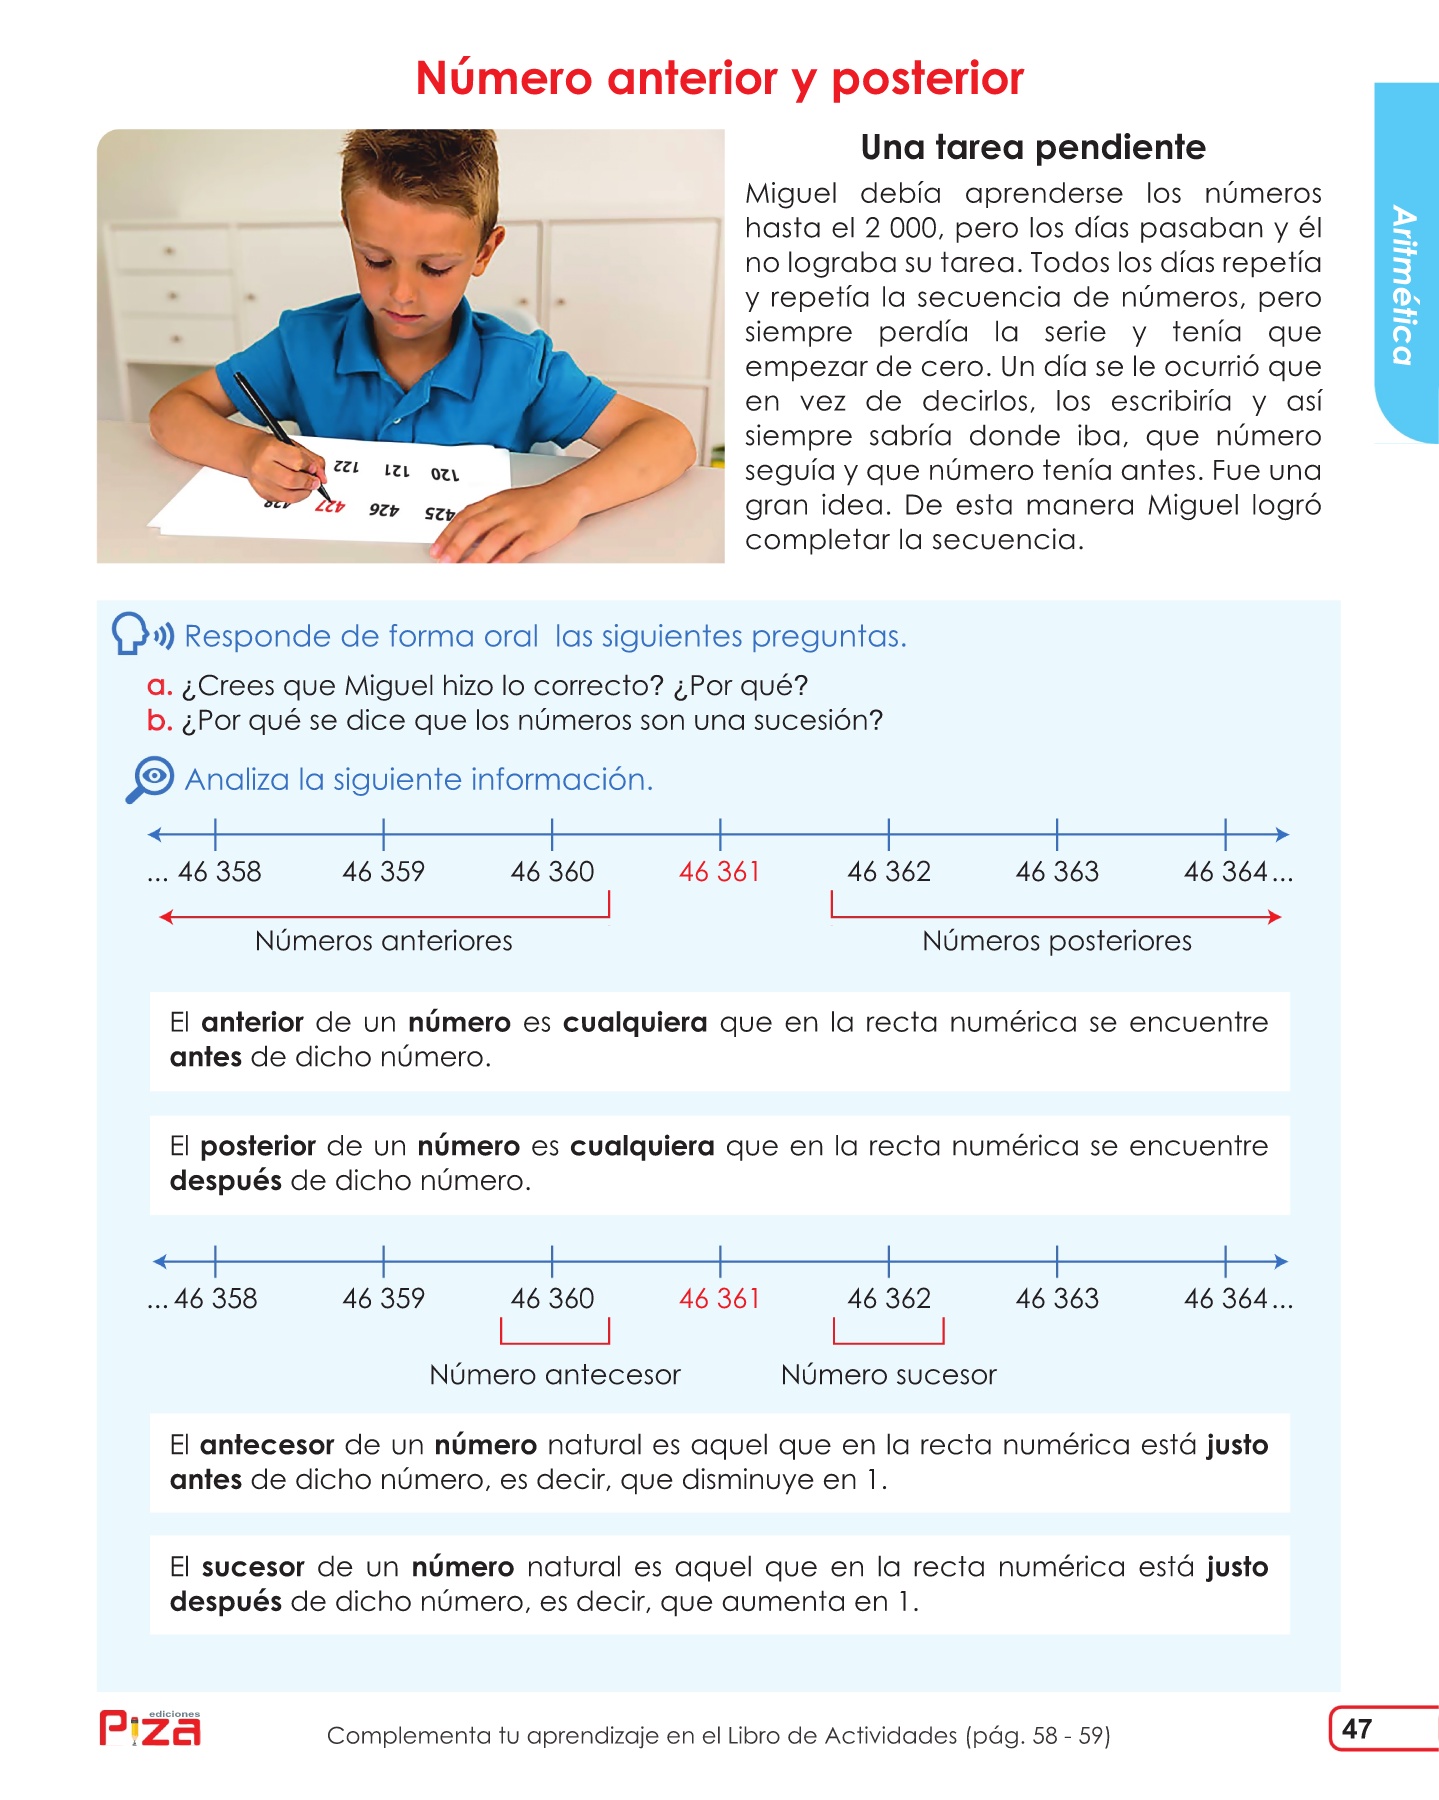 Número anterior y posterior
Una tarea pendiente
Miguel debía aprenderse los números
hasta el 2 000, pero los días pasaban y él
no lograba su tarea. Todos los días repetía
y repetía la secuencia de números, pero
siempre perdía la serie y tenía que
empezar de cero. Un día se le ocurrió que
en vez de decirlos, los escribiría y así
siempre sabría donde iba, que número
seguía y que número tenía antes. Fue una
gran idea. De esta manera Miguel logró
completar la secuencia.
120 121 122
425 426 427 428
Aritmética
Responde de forma oral las siguientes preguntas.
a. ¿Crees que Miguel hizo lo correcto? ¿Por qué?
b. ¿Por qué se dice que los números son una sucesión?
Analiza la siguiente información.
... 46 358 46 359 46 360 46 361 46 362 46 363 46 364...
Números anteriores Números posteriores
El anterior de un número es cualquiera que en la recta numérica se encuentre
antes de dicho número.
El posterior de un número es cualquiera que en la recta numérica se encuentre
después de dicho número.
... 46 358 46 359 46 360 46 361 46 362 46 363 46 364...
Número antecesor Número sucesor
El antecesor de un número natural es aquel que en la recta numérica está justo
antes de dicho número, es decir, que disminuye en 1.
El sucesor de un número natural es aquel que en la recta numérica está justo
después de dicho número, es decir, que aumenta en 1.
ediciones
Piza
Complementa tu aprendizaje en el Libro de Actividades (pág. 58 - 59)
47